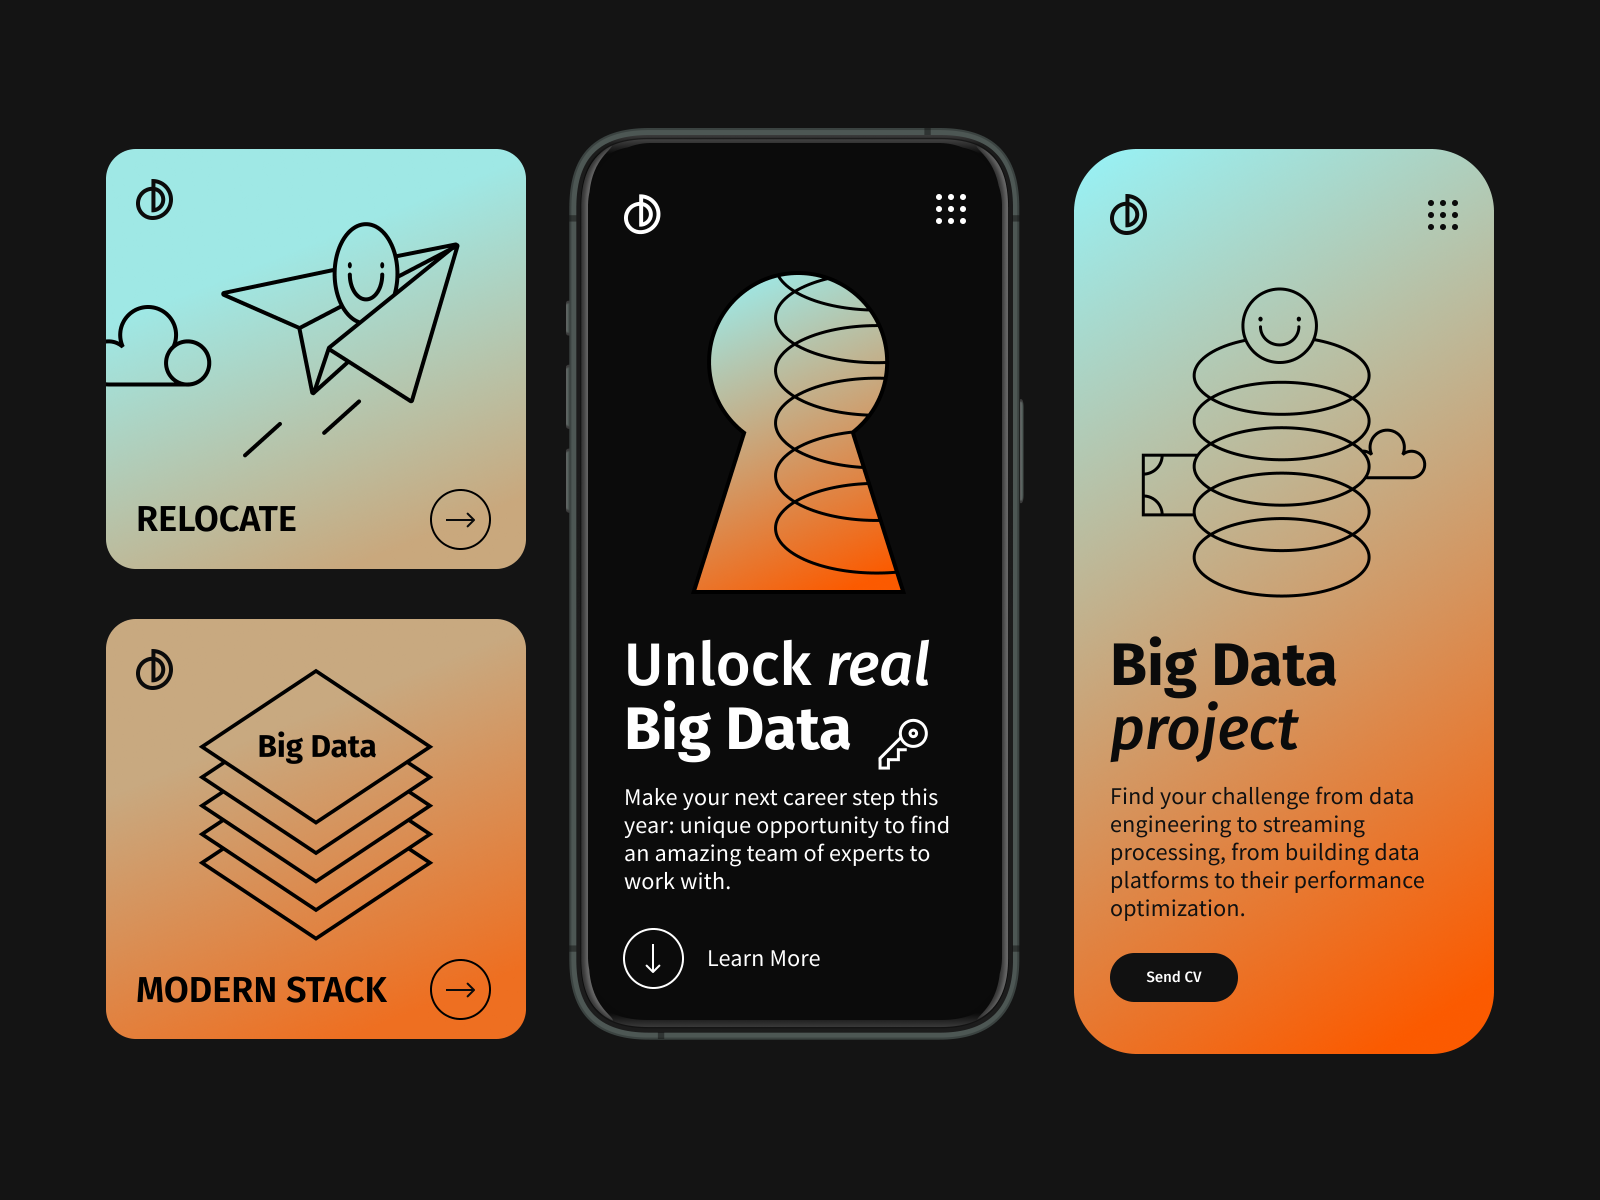 RELOCATE
Big Data
MODERN STACK
Unlock real
Big Data
Make your next career step this
year: unique opportunity to find
an amazing team of experts to
work with.
Learn More
Big Data
project
Find your challenge from data
engineering to streaming
processing, from building data
platforms to their performance
optimization.
Send CV